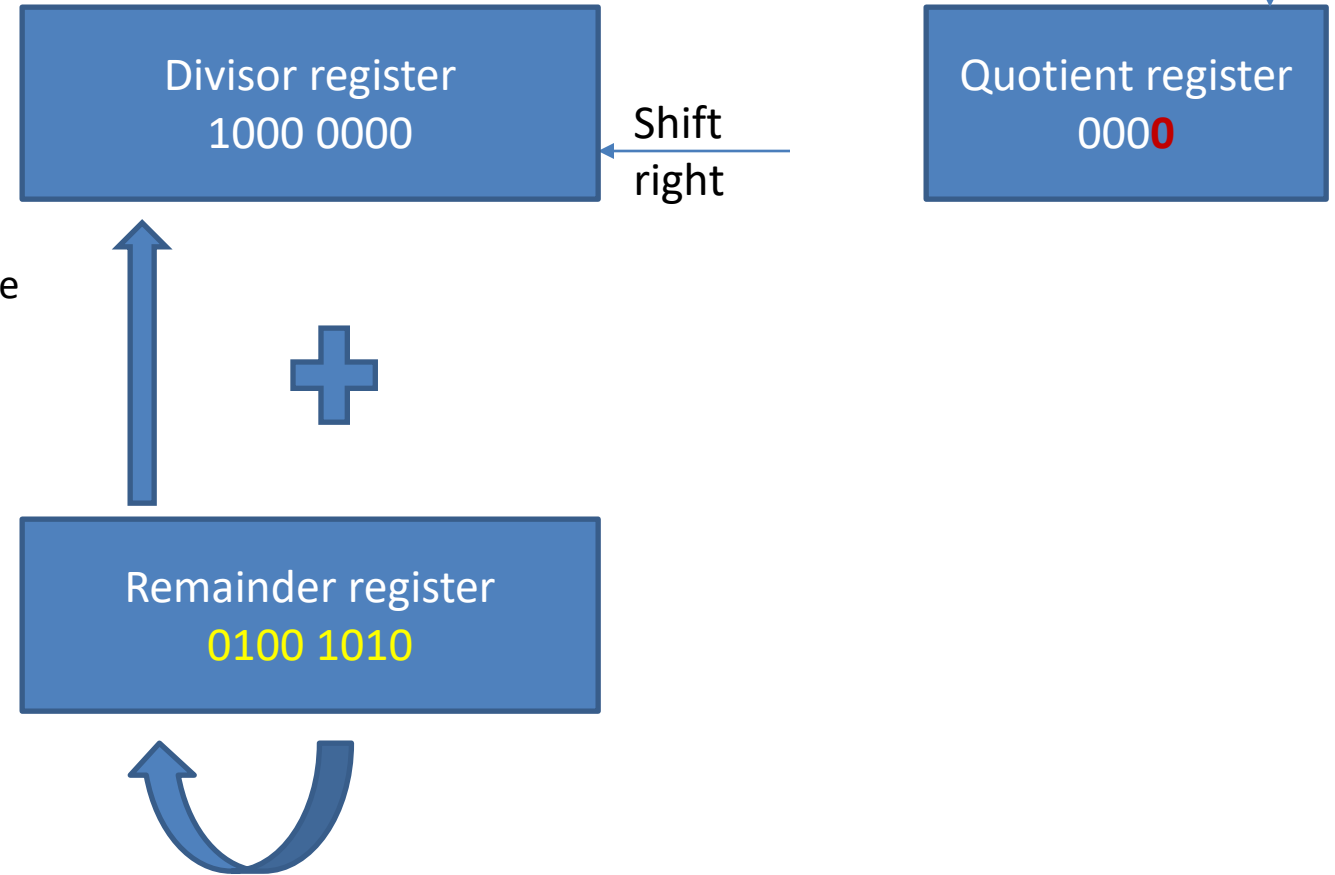 Divisor register
1000 0000
Shift
right
Quotient register
0000
e
Remainder register
0100 1010